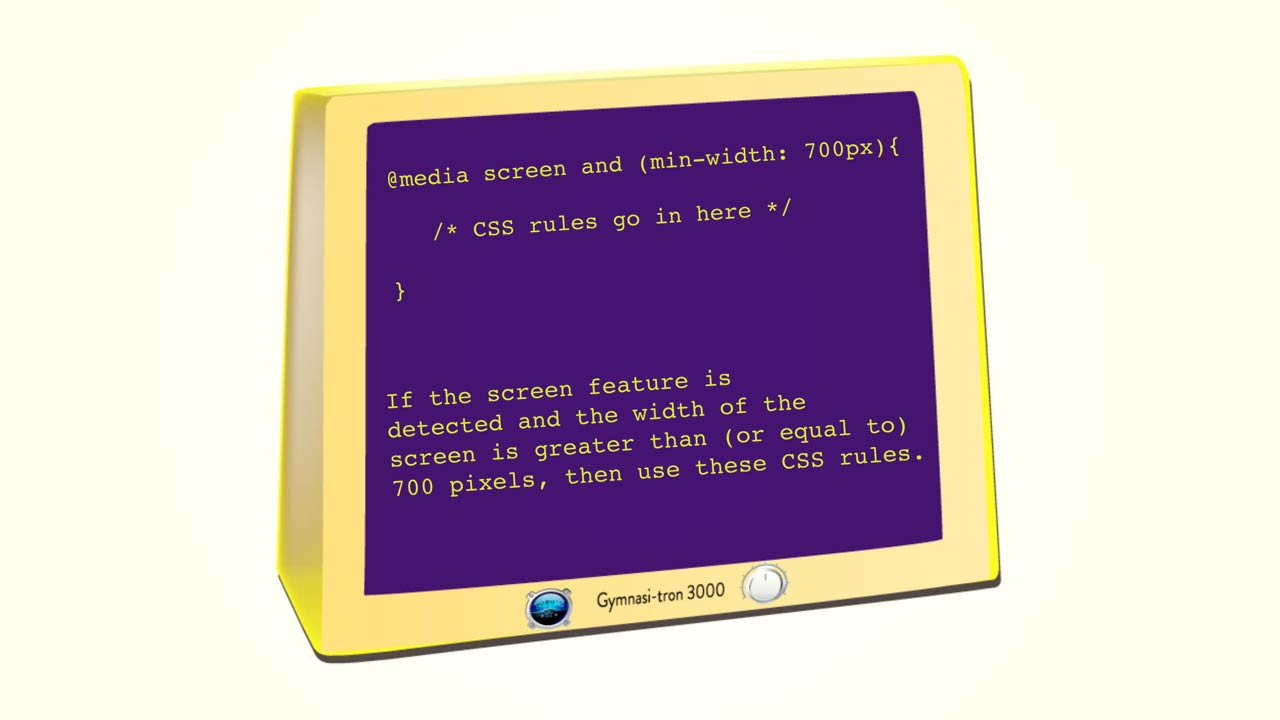 @media screen and (min-width: 700px){
/* CSS rules go in here */
}
If the screen feature is
detected and the width of the
screen is greater than (or equal to)
700 pixels, then use these CSS rules.
Gymnasi-tron 3000